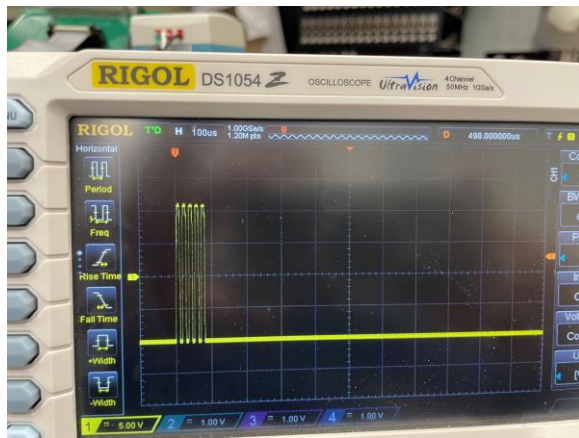 RIGOL DS1054 Z OSCILLOSCOPE UltraVision 4 Channel 50MHz 1GSa/s
RIGOL T'D H 100us 1.00GSa/s 1.20M pts D 498.000000us T
Horizontal
Period
Freq
Rise Time
Fall Time
+Width
-Width
CH1
1 = 5.00 V 2 = 1.00 V 3 = 1.00 V 4 = 1.00 V